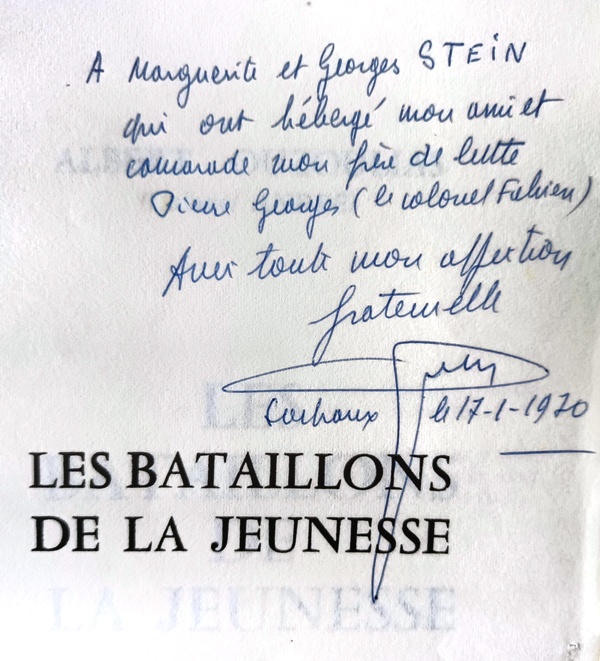 A Marguerite et Georges STEIN
qui ont hébergé mon ami et
camarade mon frère de lutte
Pierre Georges (le colonel Fabien)
Avec toute mon affection
fraternelle
le 17-1-1970
LES BATAILLONS
DE LA JEUNESSE